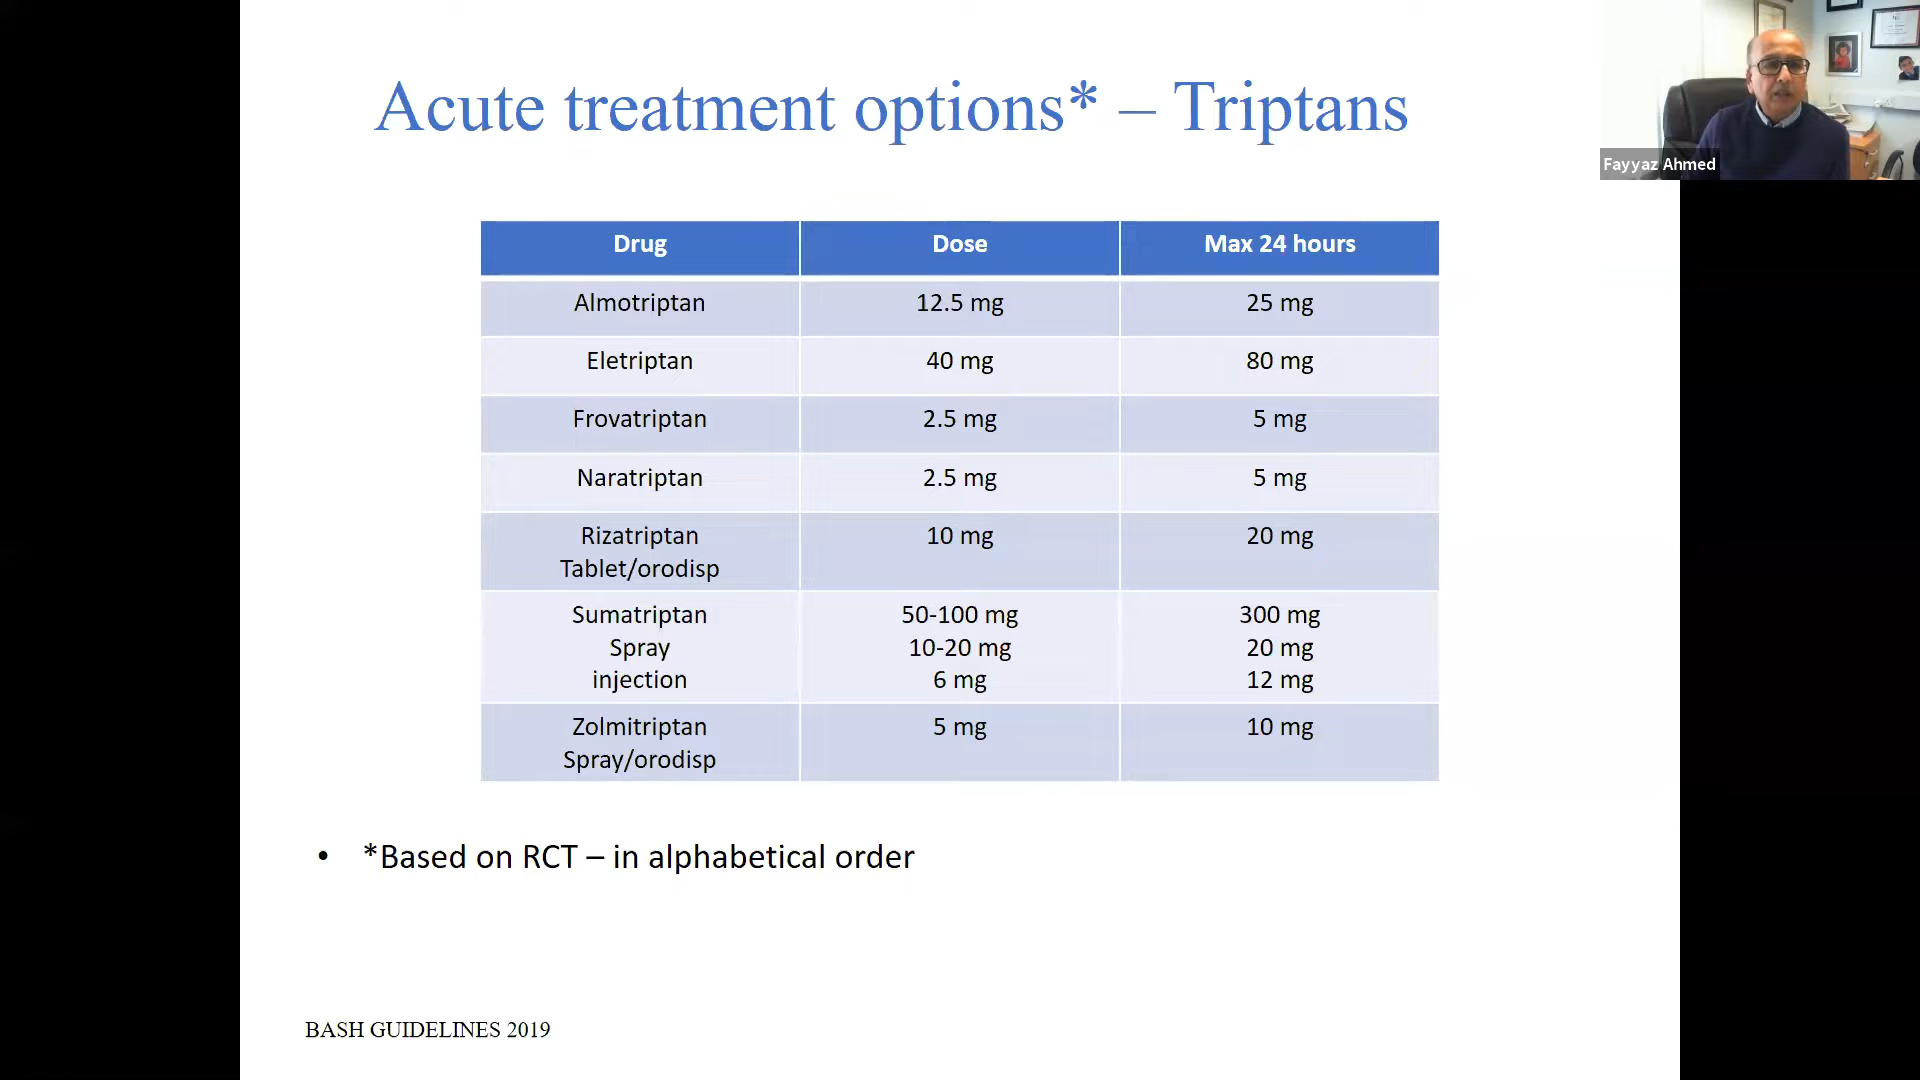 Acute treatment options* – Triptans
Fayyaz Ahmed
Drug Dose Max 24 hours
Almotriptan 12.5 mg 25 mg
Eletriptan 40 mg 80 mg
Frovatriptan 2.5 mg 5 mg
Naratriptan 2.5 mg 5 mg
Rizatriptan 10 mg 20 mg
Tablet/orodisp
Sumatriptan 50-100 mg 300 mg
Spray 10-20 mg 20 mg
injection 6 mg 12 mg
Zolmitriptan 5 mg 10 mg
Spray/orodisp
• *Based on RCT – in alphabetical order
BASH GUIDELINES 2019